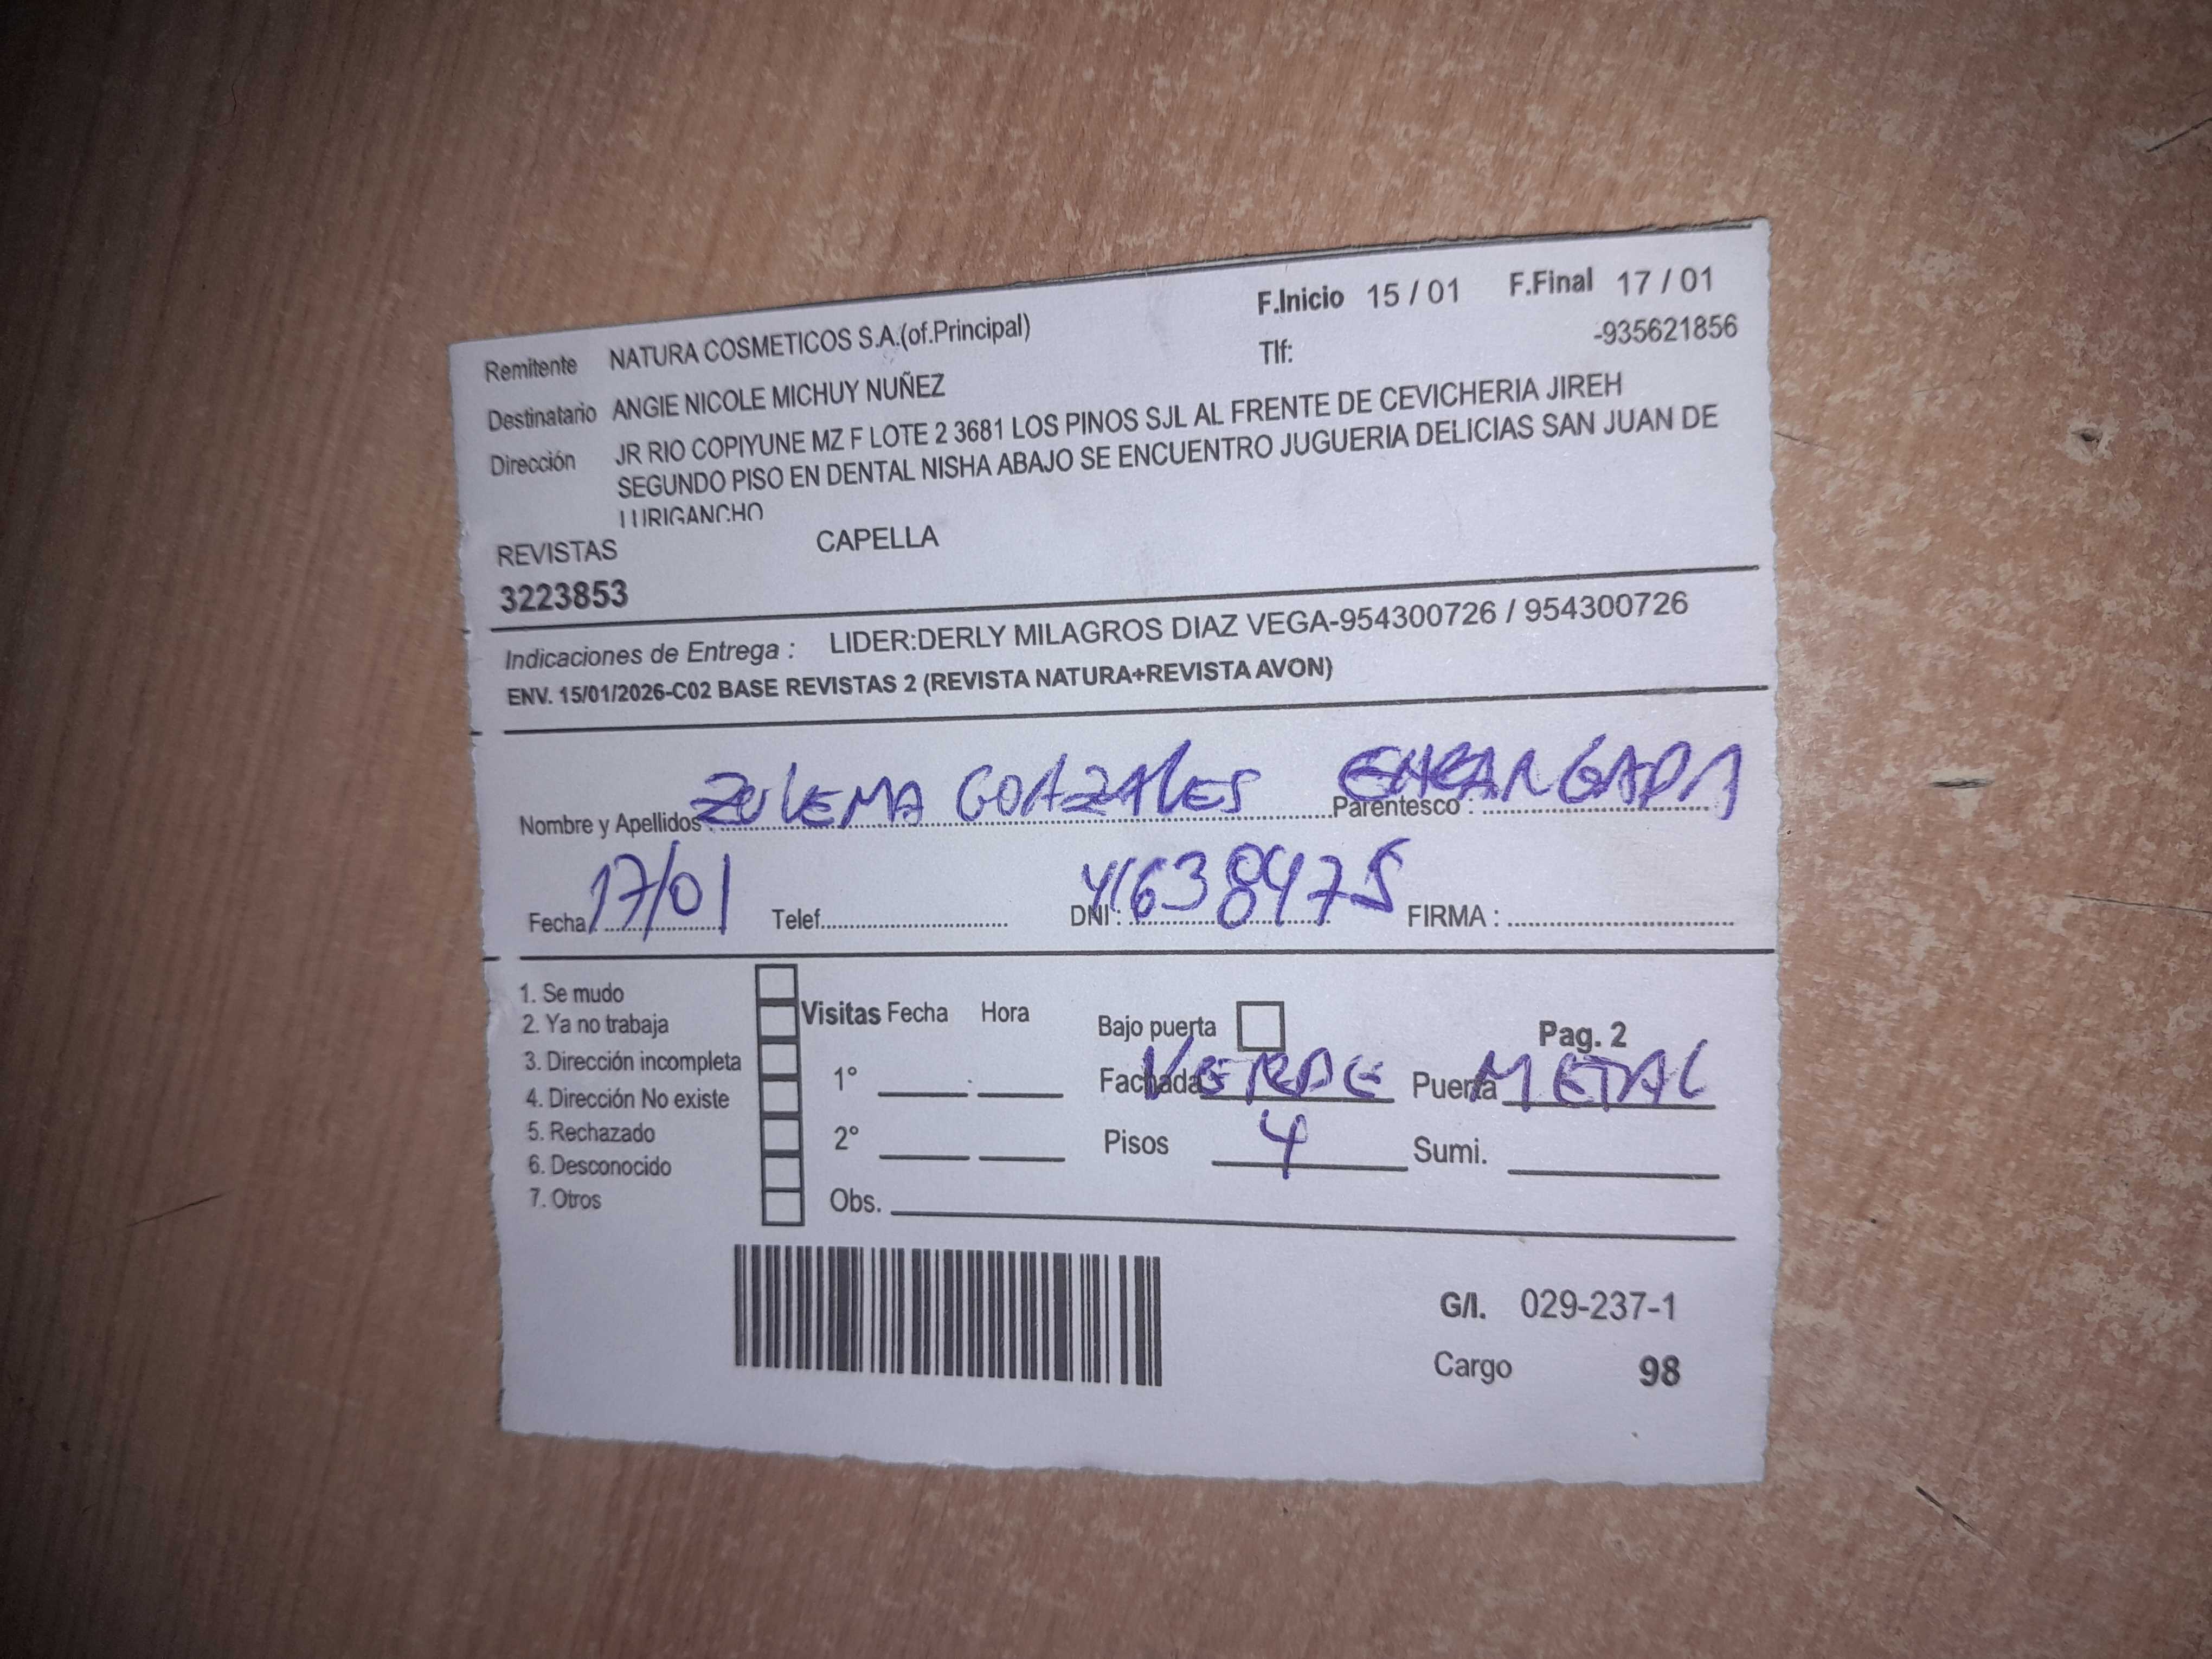 F.Inicio 15 / 01 F.Final 17 / 01
Remitente NATURA COSMETICOS S.A.(of.Principal) Tlf: -935621856
Destinatario ANGIE NICOLE MICHUY NUÑEZ
Dirección JR RIO COPIYUNE MZ F LOTE 2 3681 LOS PINOS SJL AL FRENTE DE CEVICHERIA JIREH
SEGUNDO PISO EN DENTAL NISHA ABAJO SE ENCUENTRO JUGUERIA DELICIAS SAN JUAN DE
LURIGANCHO
REVISTAS CAPELLA
3223853
Indicaciones de Entrega : LIDER:DERLY MILAGROS DIAZ VEGA-954300726 / 954300726
ENV. 15/01/2026-C02 BASE REVISTAS 2 (REVISTA NATURA+REVISTA AVON)
Nombre y Apellidos : ZULEMA GONZALES Parentesco : ENCARGADA
Fecha 17/01 Telef. DNI : 41638475 FIRMA :
1. Se mudo
2. Ya no trabaja
3. Dirección incompleta
4. Dirección No existe
5. Rechazado
6. Desconocido
7. Otros
Visitas Fecha Hora Bajo puerta Pag. 2
1° Fachada VERDE Puerta METAL
2° Pisos 4 Sumi.
Obs.
G/I. 029-237-1
Cargo 98